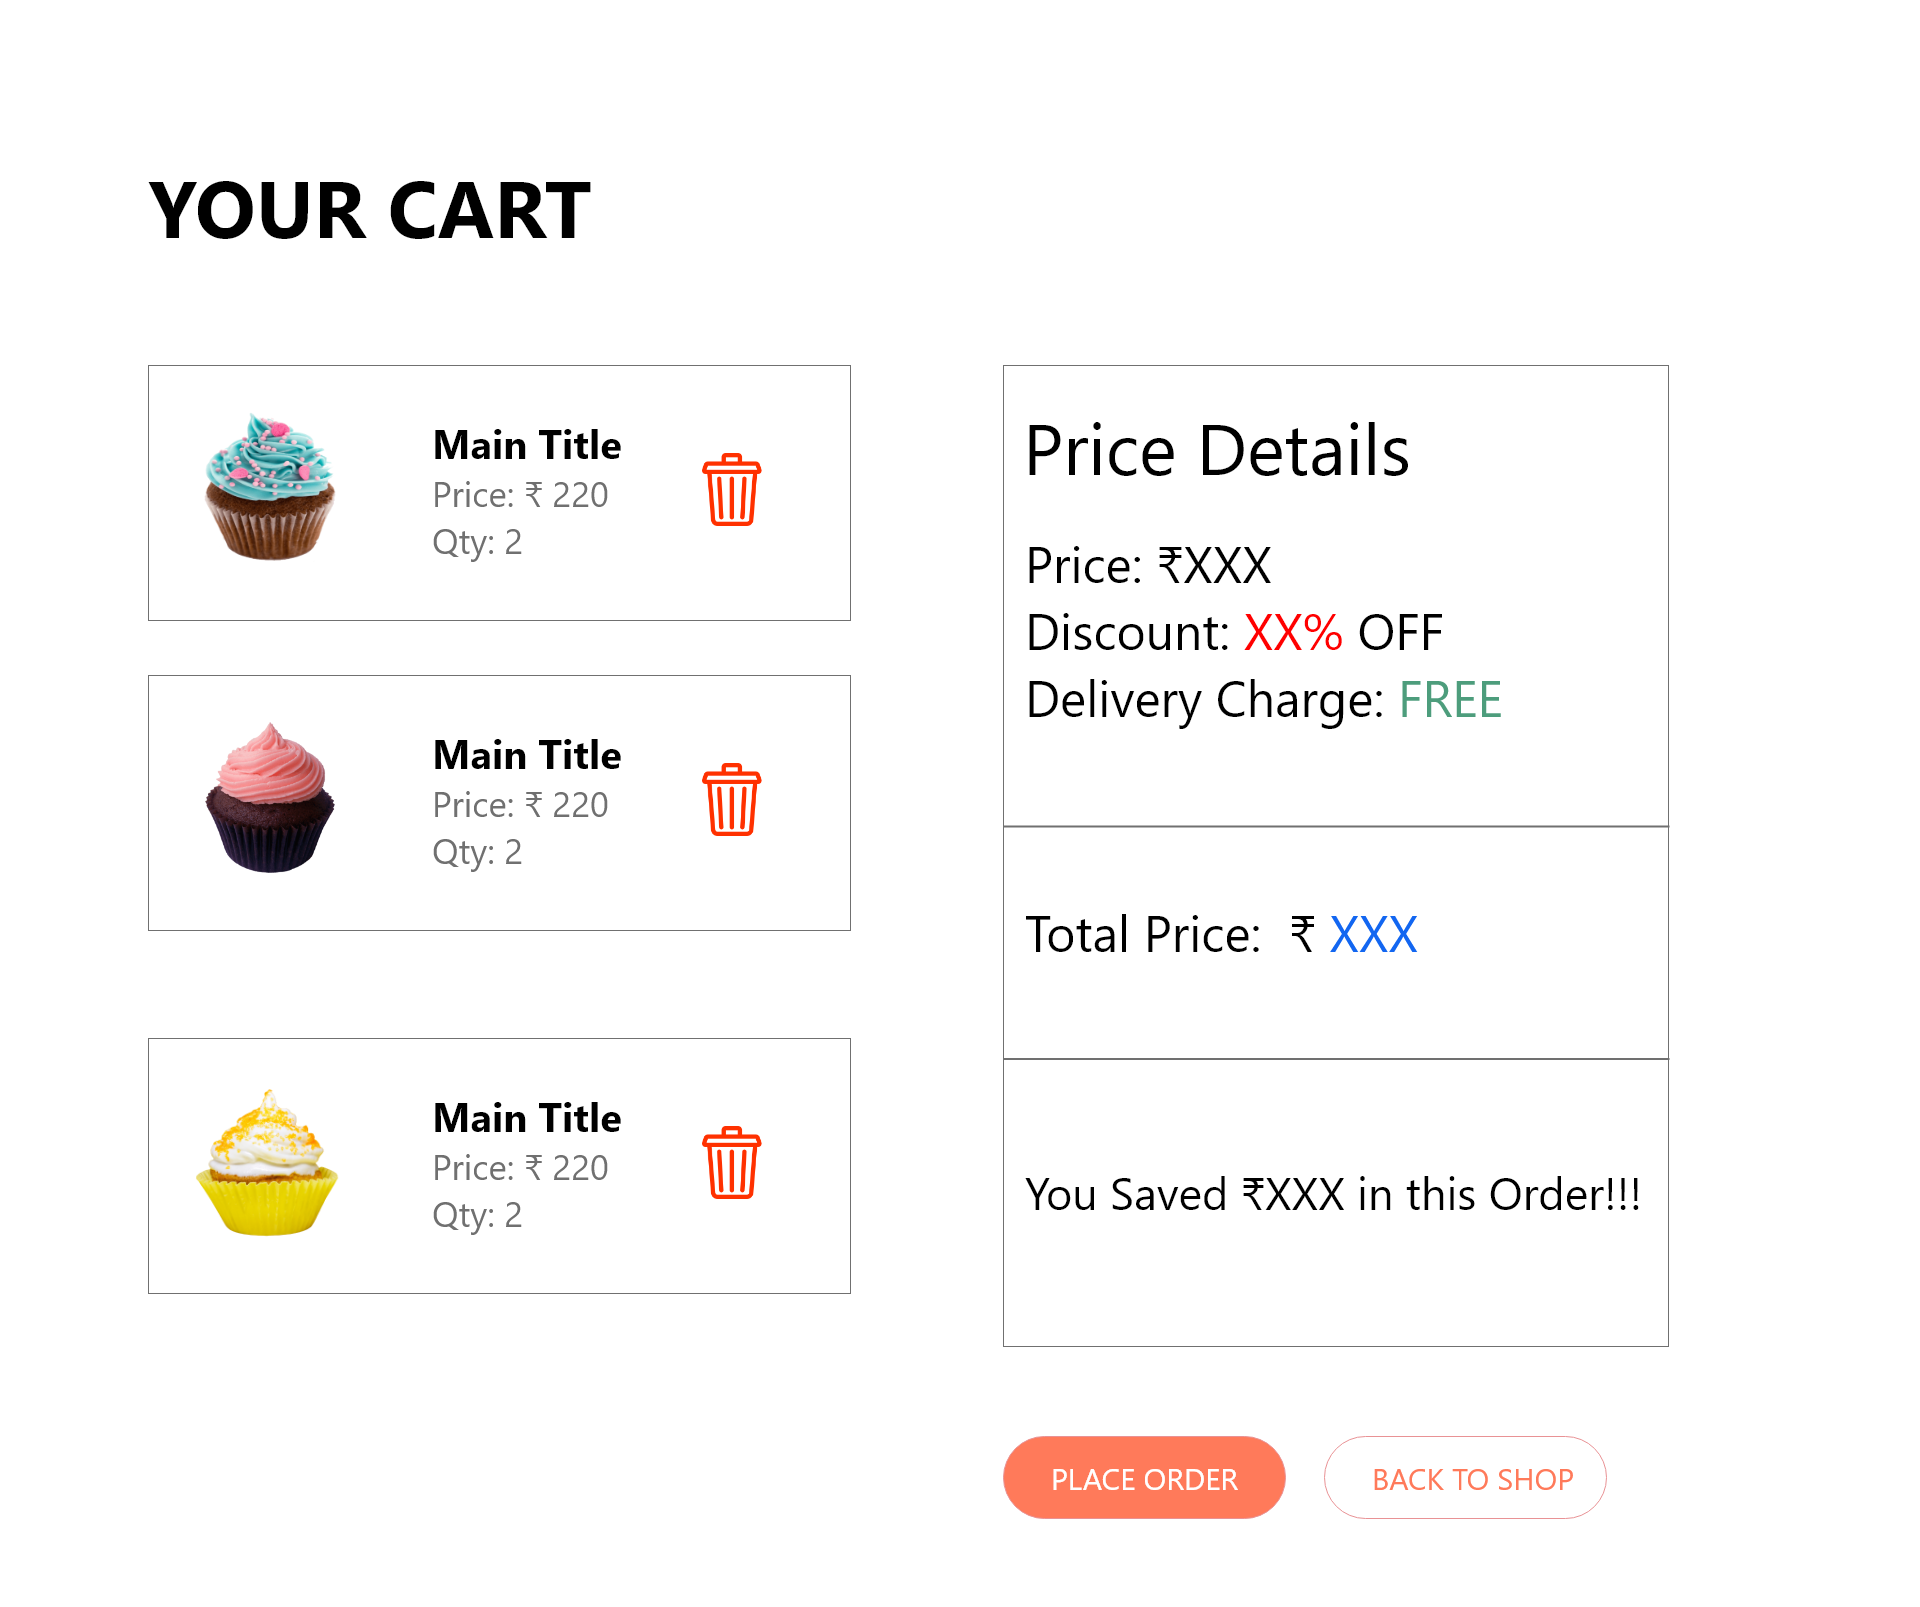 YOUR CART
Main Title
Price: ₹ 220
Qty: 2
Main Title
Price: ₹ 220
Qty: 2
Main Title
Price: ₹ 220
Qty: 2
Price Details
Price: ₹XXX
Discount: XX% OFF
Delivery Charge: FREE
Total Price: ₹ XXX
You Saved ₹XXX in this Order!!!
PLACE ORDER
BACK TO SHOP